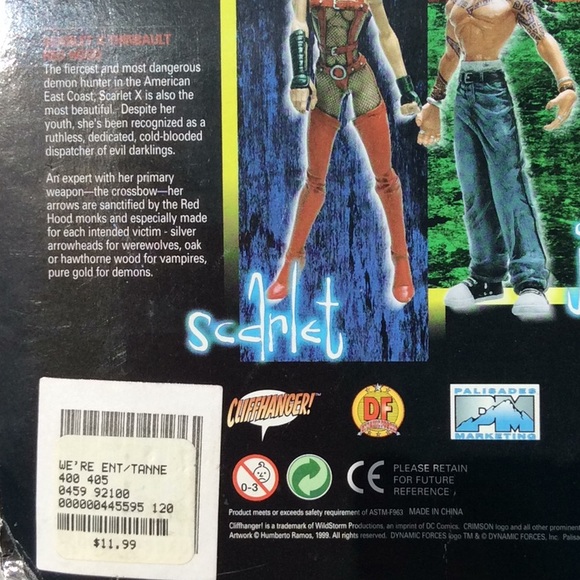 THIBAULT
The fiercest and most dangerous
demon hunter in the American
East Coast, Scarlet X is also the
most beautiful. Despite her
youth, she's been recognized as a
ruthless, dedicated, cold-blooded
dispatcher of evil darklings.
An expert with her primary
weapon—the crossbow—her
arrows are sanctified by the Red
Hood monks and especially made
for each intended victim - silver
arrowheads for werewolves, oak
or hawthorne wood for vampires,
pure gold for demons.
scarlet
CLIFFHANGER!™
DF
PALISADES
PM
MARKETING
0-3
CE
PLEASE RETAIN
FOR FUTURE
REFERENCE
Product meets or exceeds safety requirement of ASTM-F963 MADE IN CHINA
Cliffhanger! is a trademark of WildStorm Productions, an imprint of DC Comics. CRIMSON logo and all other prominent
Artwork © Humberto Ramos, 1999. All rights reserved. DYNAMIC FORCES logo TM & © DYNAMIC FORCES, Inc. Palisa
WE'RE ENT/TANNE
400 405
0459 92100
000000445595 120
$11.99